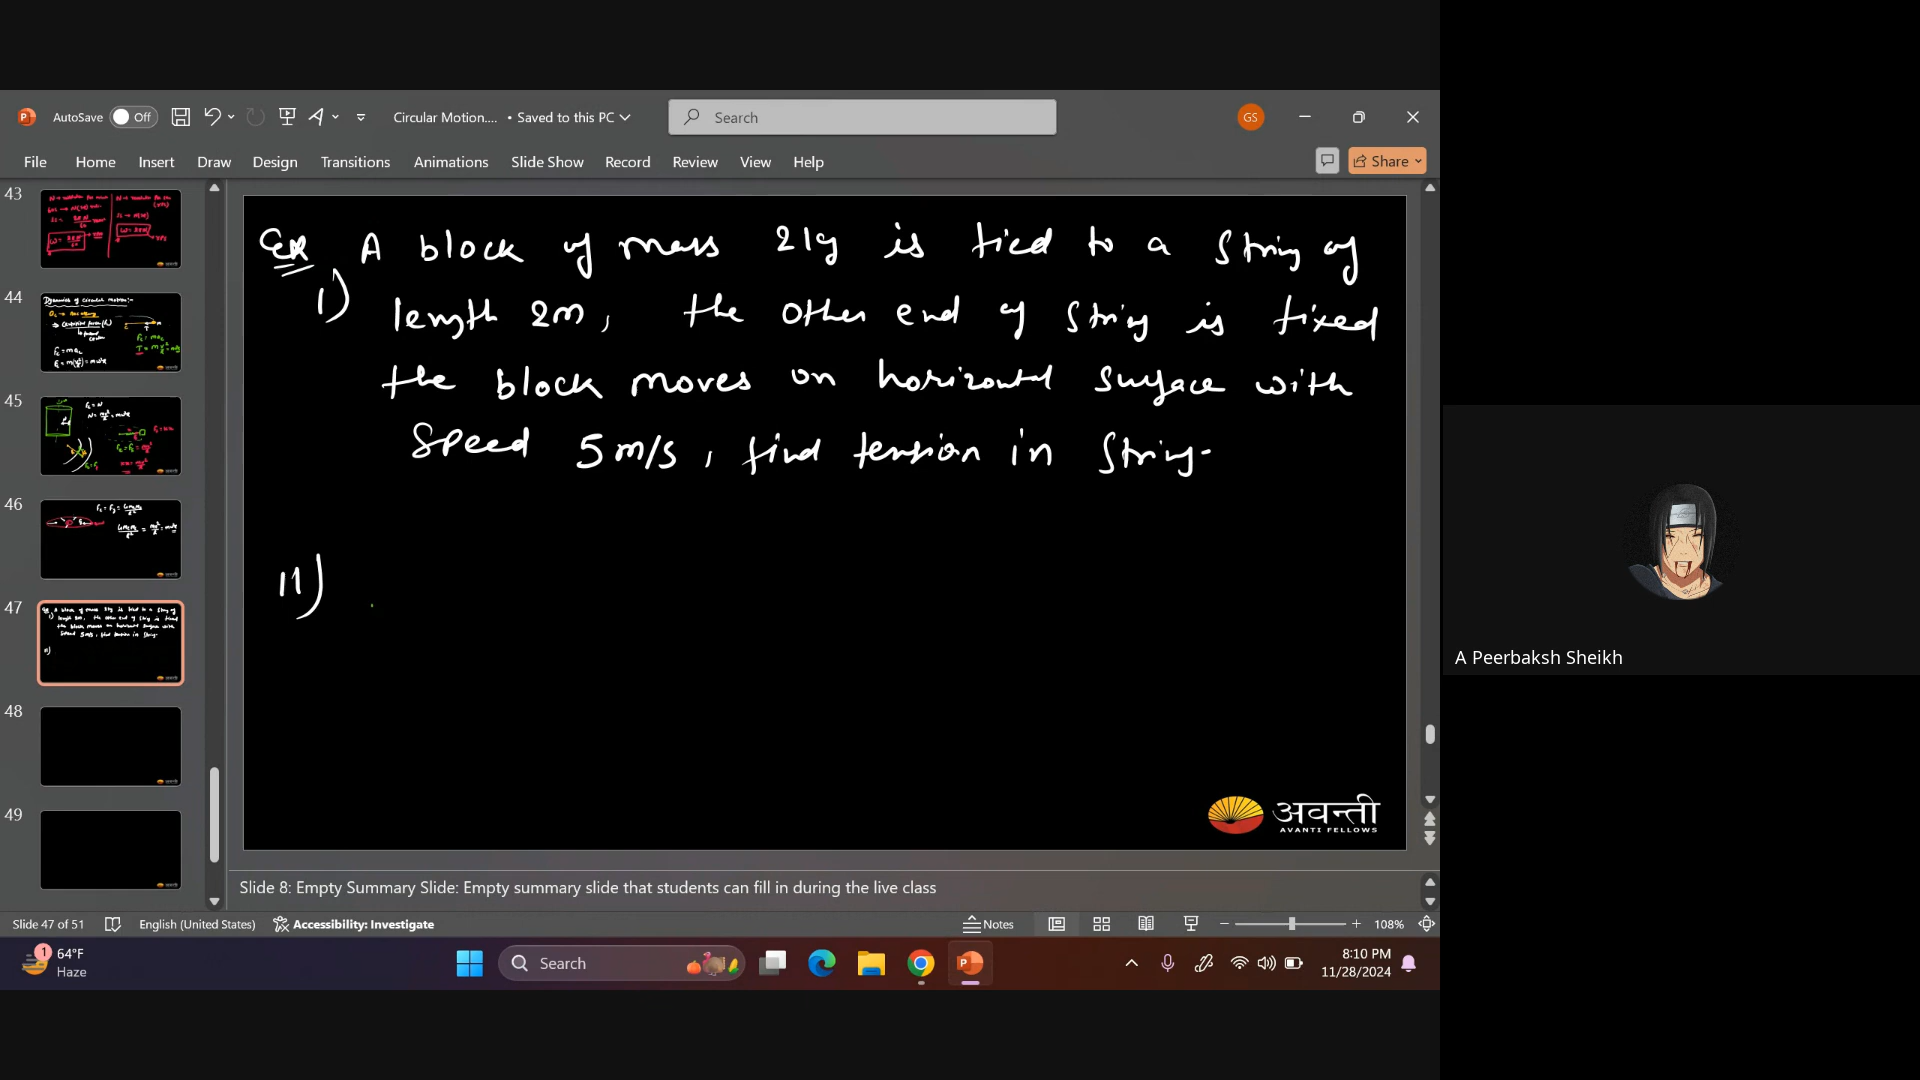 AutoSave Off Circular Motion.... • Saved to this PC Search GS
File Home Insert Draw Design Transitions Animations Slide Show Record Review View Help Share
43
44
45
46
47
48
49
Ex A block of mass 2kg is tied to a string of
1) length 2m, the other end of string is fixed
the block moves on horizontal surface with
Speed 5m/s, find tension in string.
11)
अवन्ती
AVANTI FELLOWS
A Peerbaksh Sheikh
Slide 8: Empty Summary Slide: Empty summary slide that students can fill in during the live class
Slide 47 of 51 English (United States) Accessibility: Investigate Notes 108%
1 64°F
Haze
Search
8:10 PM
11/28/2024